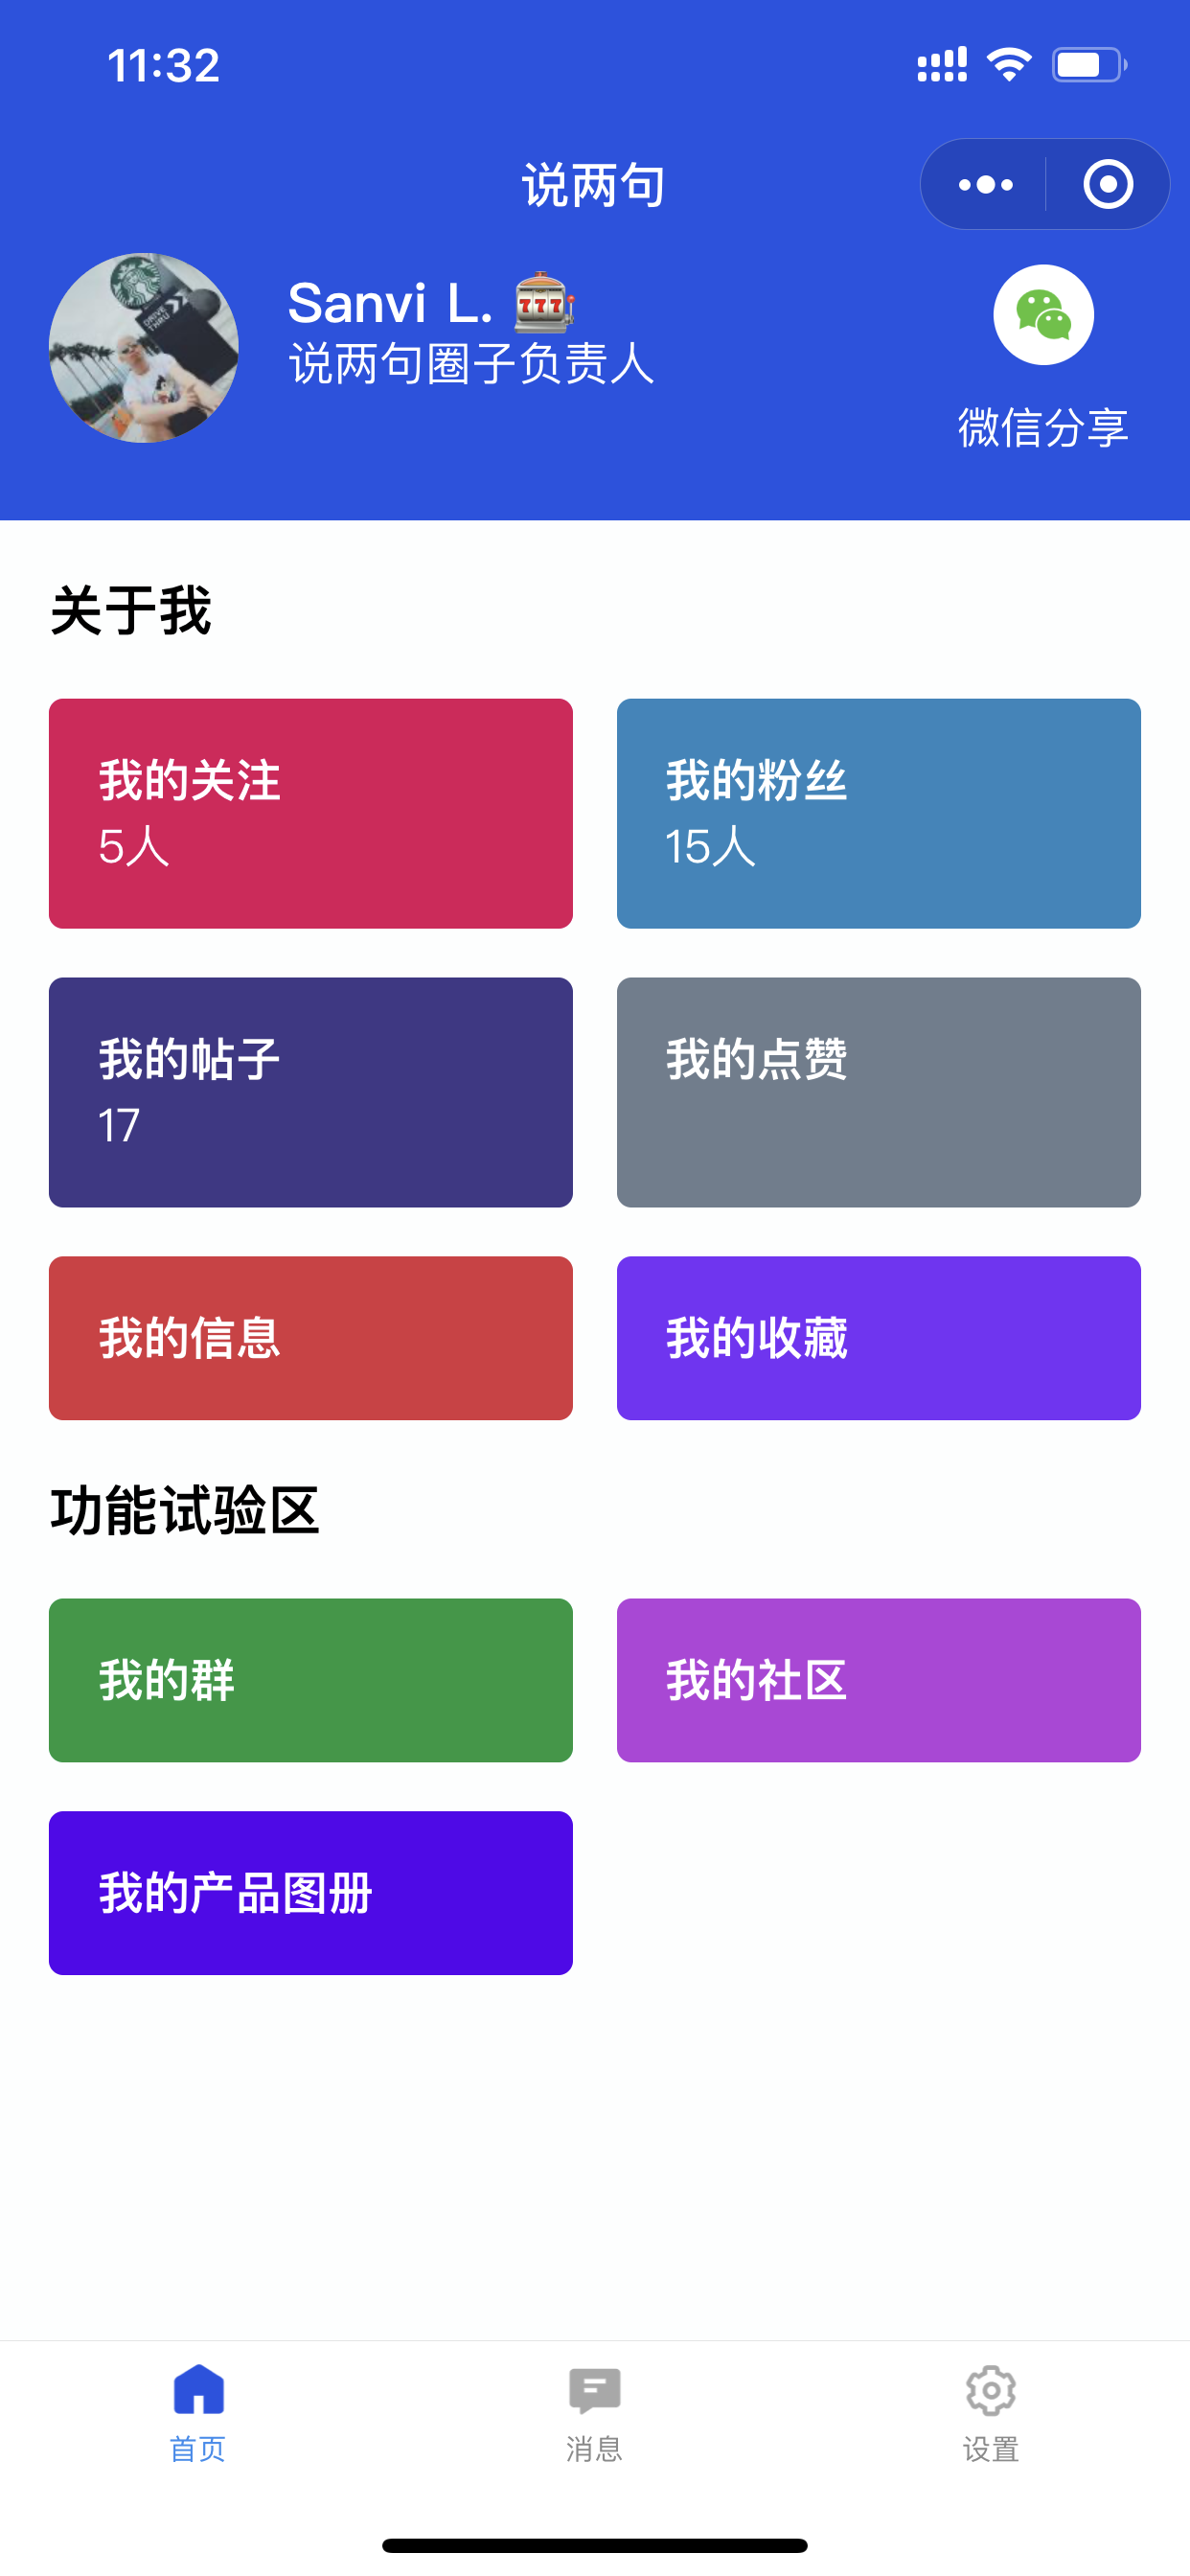 11:32
说两句
Sanvi L. 🎰
说两句圈子负责人
微信分享
DRIVE
THRU
关于我
我的关注
5人
我的粉丝
15人
我的帖子
17
我的点赞
我的信息
我的收藏
功能试验区
我的群
我的社区
我的产品图册
首页
消息
设置